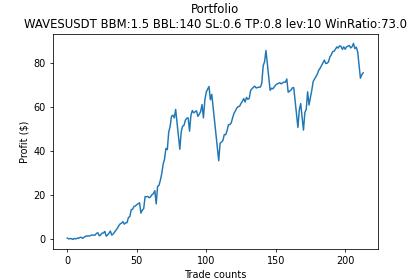 Portfolio
WAVESUSDT BBM:1.5 BBL:140 SL:0.6 TP:0.8 lev:10 WinRatio:73.0
80
60
40
20
0
Profit ($)
0
50
100
150
200
Trade counts